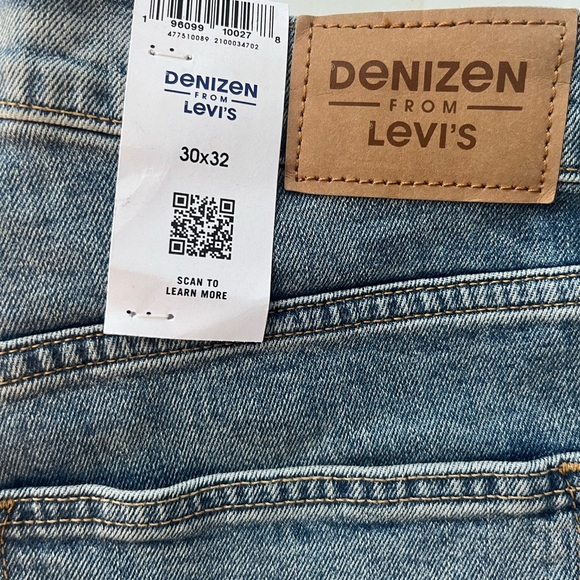 1 96099 10027 8
477510089 2100034702
DENIZEN
FROM
LEVI'S
30x32
SCAN TO
LEARN MORE
DENIZEN
FROM
LEVI'S